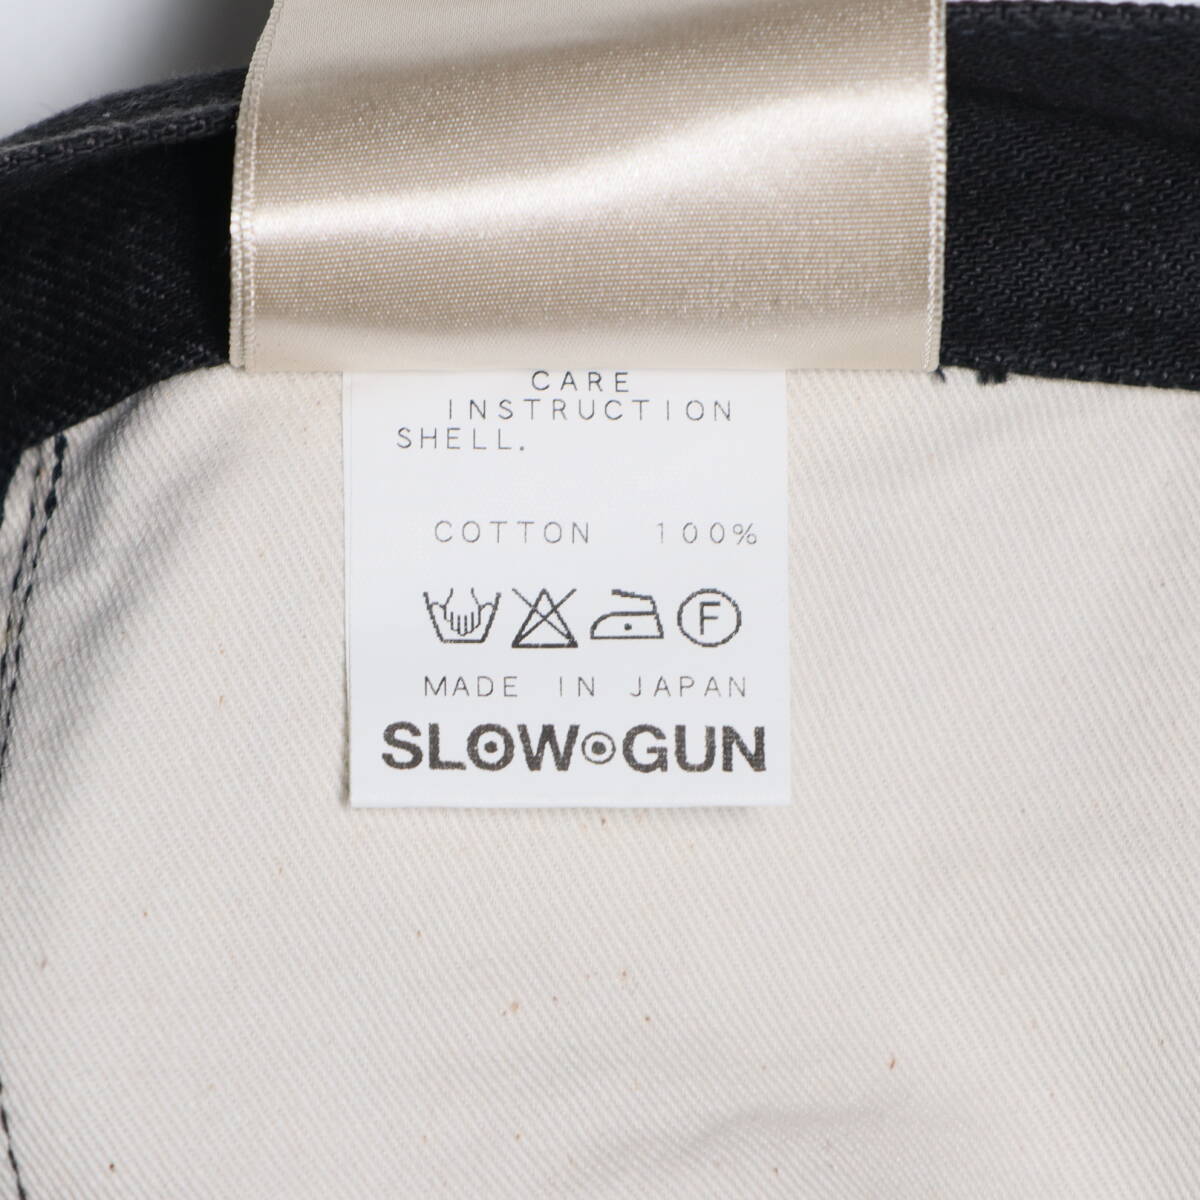 CARE
INSTRUCTION
SHELL.
COTTON 100%
F
MADE IN JAPAN
SLOW GUN